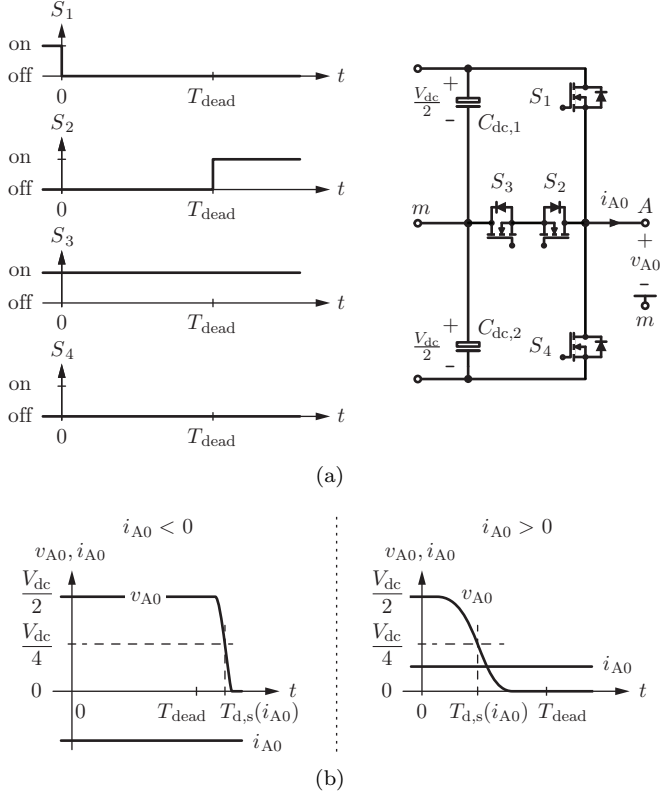 S1
on
off
0
Tdead
t
S2
on
off
0
Tdead
t
S3
on
off
0
Tdead
t
S4
on
off
0
Tdead
t
+
Vdc/2
-
Cdc,1
S1
m
S3
S2
iA0
A
+
vA0
-
m
+
Vdc/2
-
Cdc,2
S4
(a)
iA0 < 0
vA0, iA0
Vdc/2
vA0
Vdc/4
0
0
Tdead
Td,s(iA0)
t
iA0
iA0 > 0
vA0, iA0
Vdc/2
vA0
Vdc/4
iA0
0
0
Td,s(iA0)
Tdead
t
(b)